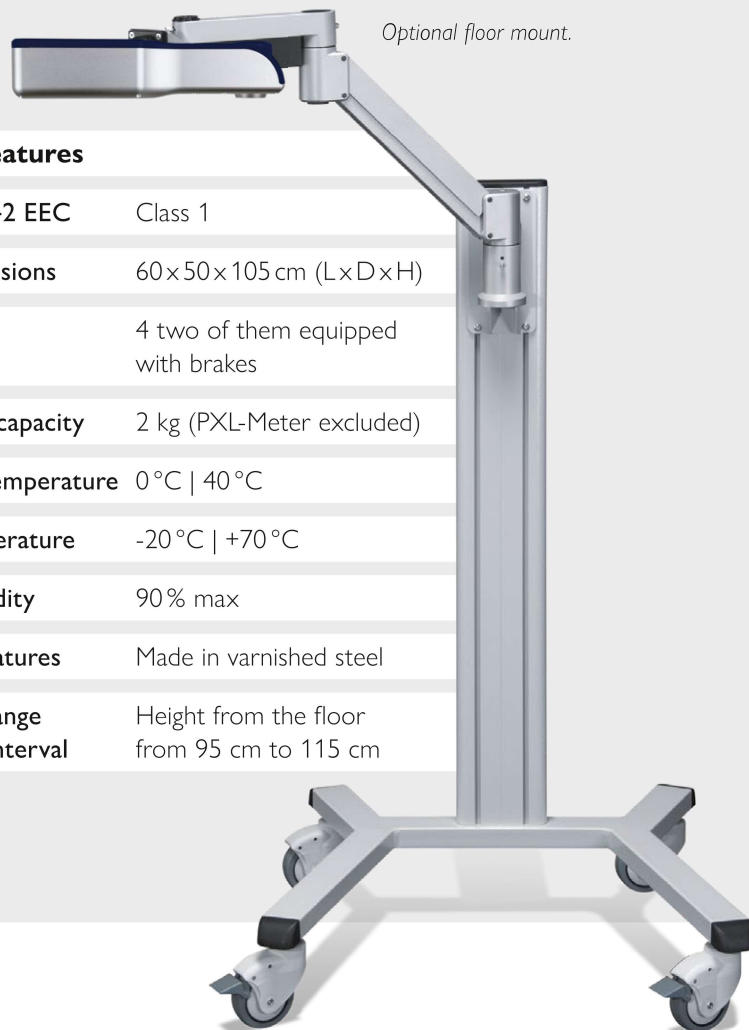 Optional floor mount.
eatures
-2 EEC Class 1
sions 60 x 50 x 105 cm (L x D x H)
4 two of them equipped
with brakes
capacity 2 kg (PXL-Meter excluded)
emperature 0 °C | 40 °C
erature -20 °C | +70 °C
dity 90 % max
atures Made in varnished steel
ange Height from the floor
nterval from 95 cm to 115 cm